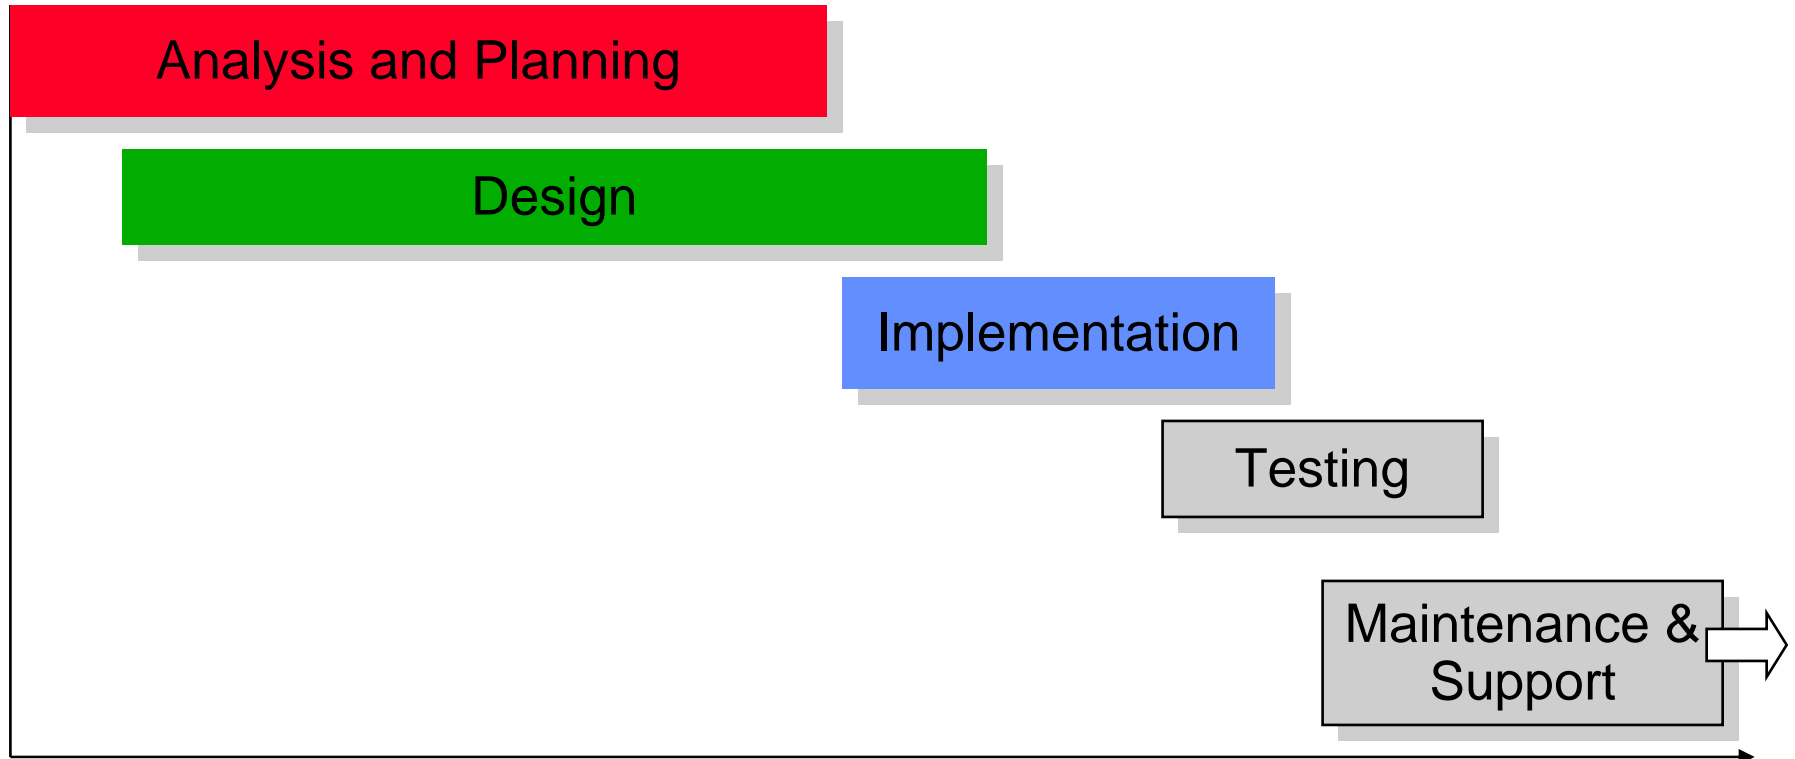 Analysis and Planning
Design
Implementation
Testing
Maintenance &
Support